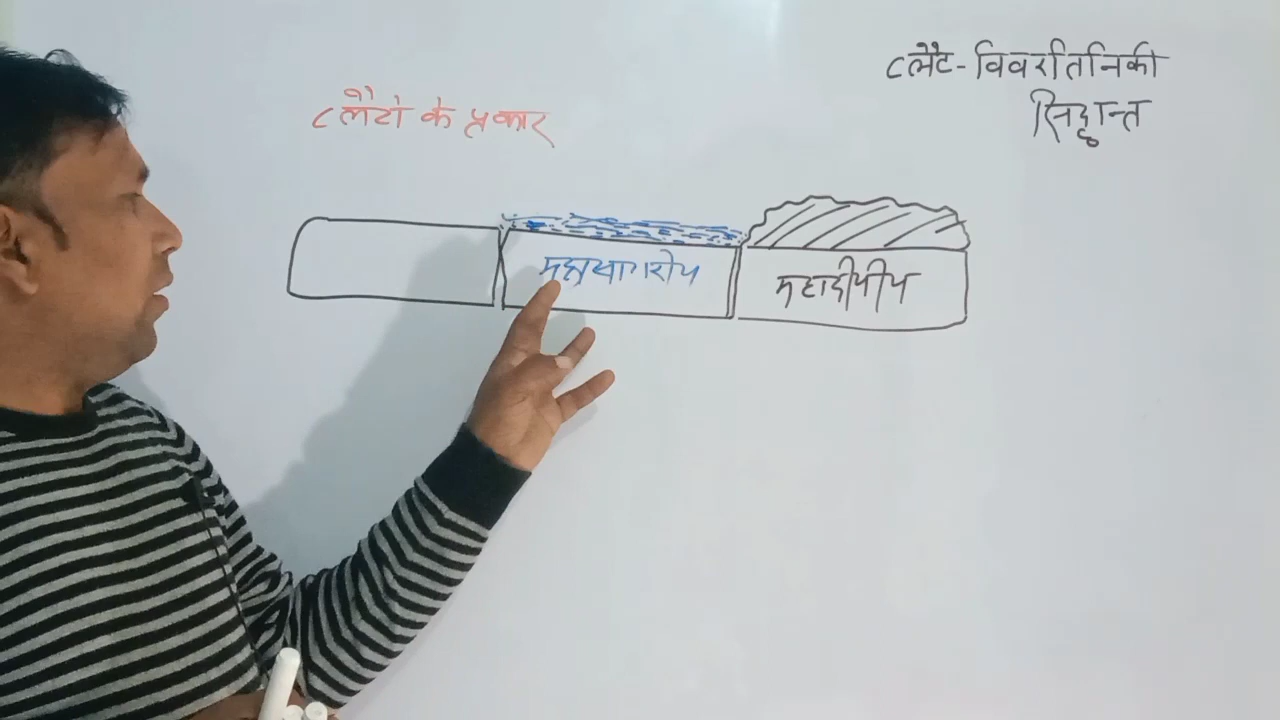 प्लेटो के प्रकार
प्लेट-विवर्तनिकी
सिद्धान्त
महासागरीय
महाद्वीपीय